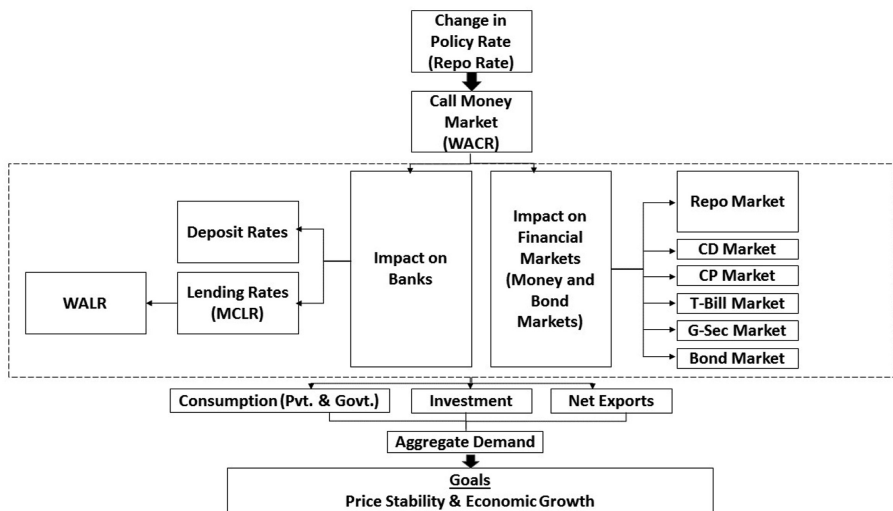 Change in
Policy Rate
(Repo Rate)
Call Money
Market
(WACR)
Deposit Rates
Lending Rates
(MCLR)
WALR
Impact on
Banks
Impact on
Financial
Markets
(Money and
Bond
Markets)
Repo Market
CD Market
CP Market
T-Bill Market
G-Sec Market
Bond Market
Consumption (Pvt. & Govt.)
Investment
Net Exports
Aggregate Demand
Goals
Price Stability & Economic Growth